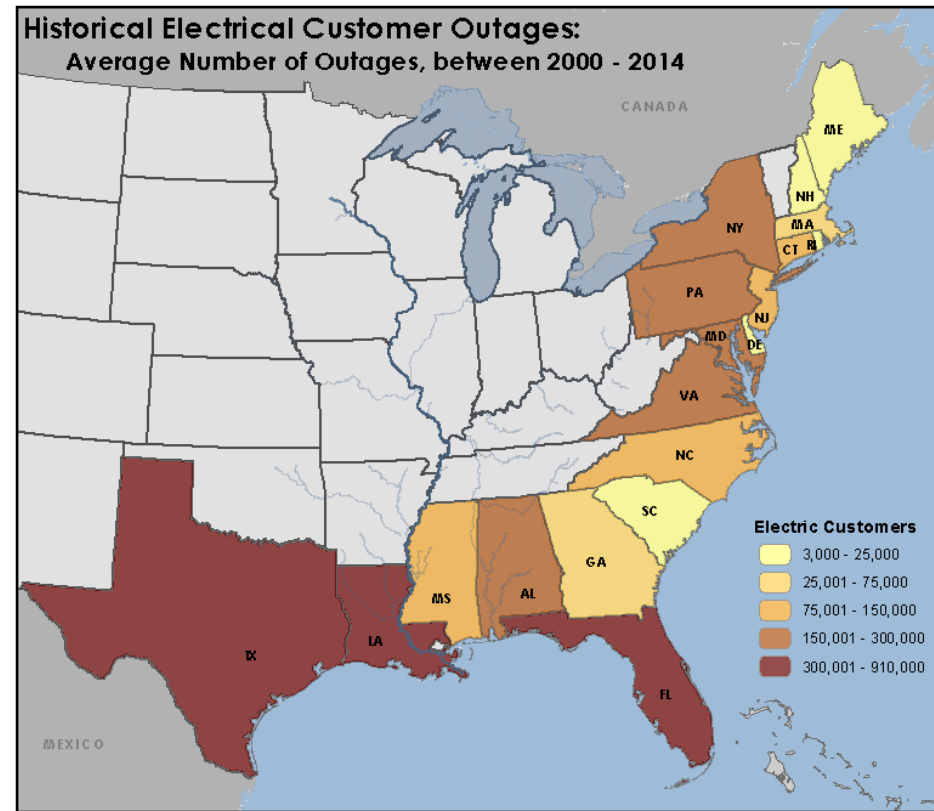 Historical Electrical Customer Outages:
Average Number of Outages, between 2000 - 2014
CANADA
ME
NH
NY
MA
CT
RI
PA
NJ
MD
DE
VA
NC
SC
Electric Customers
3,000 - 25,000
25,001 - 75,000
75,001 - 150,000
150,001 - 300,000
300,001 - 910,000
GA
MS
AL
LA
TX
FL
MEXICO